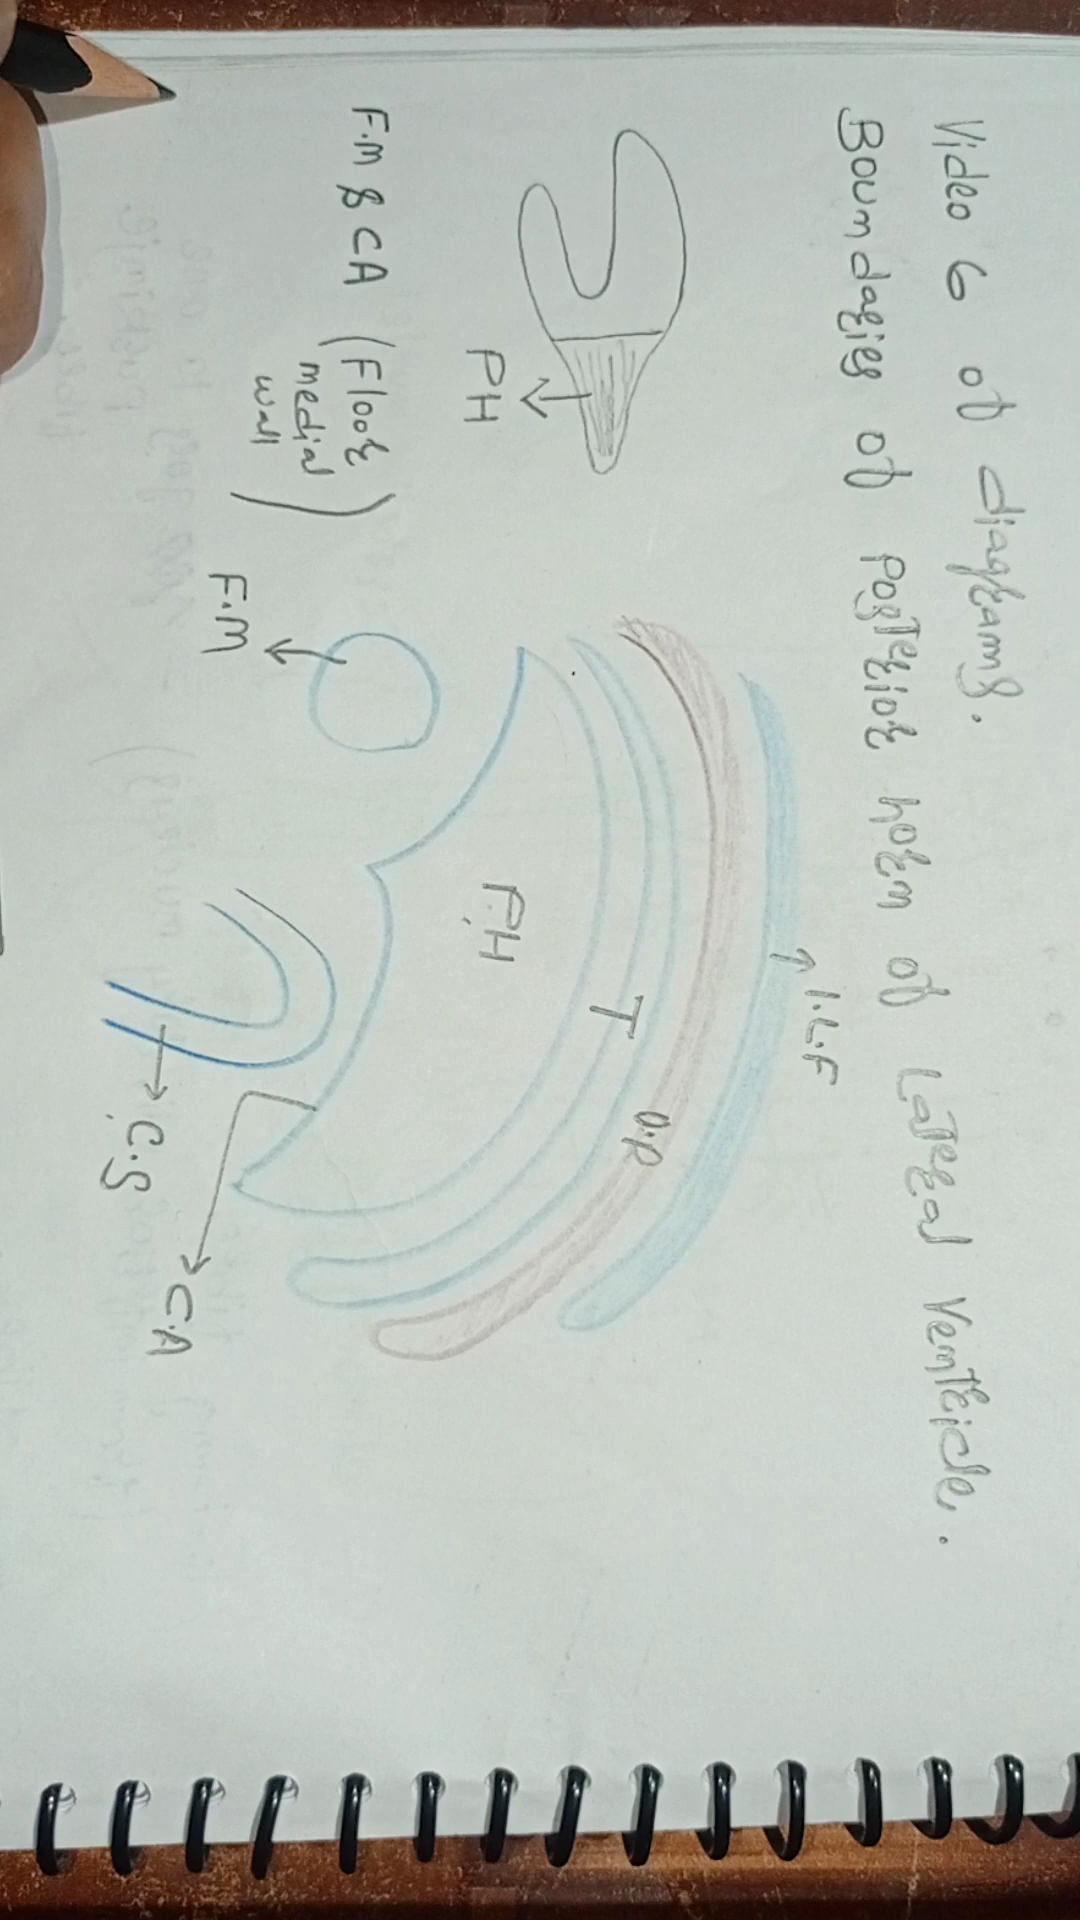 Video 6 of diagrams.
Boundaries of Posterior horn of Lateral Ventricle.
I.L.F
O.R
T
P.H
PH
F.M & CA (Floor &
medial
wall)
F.M
C.S
C.A